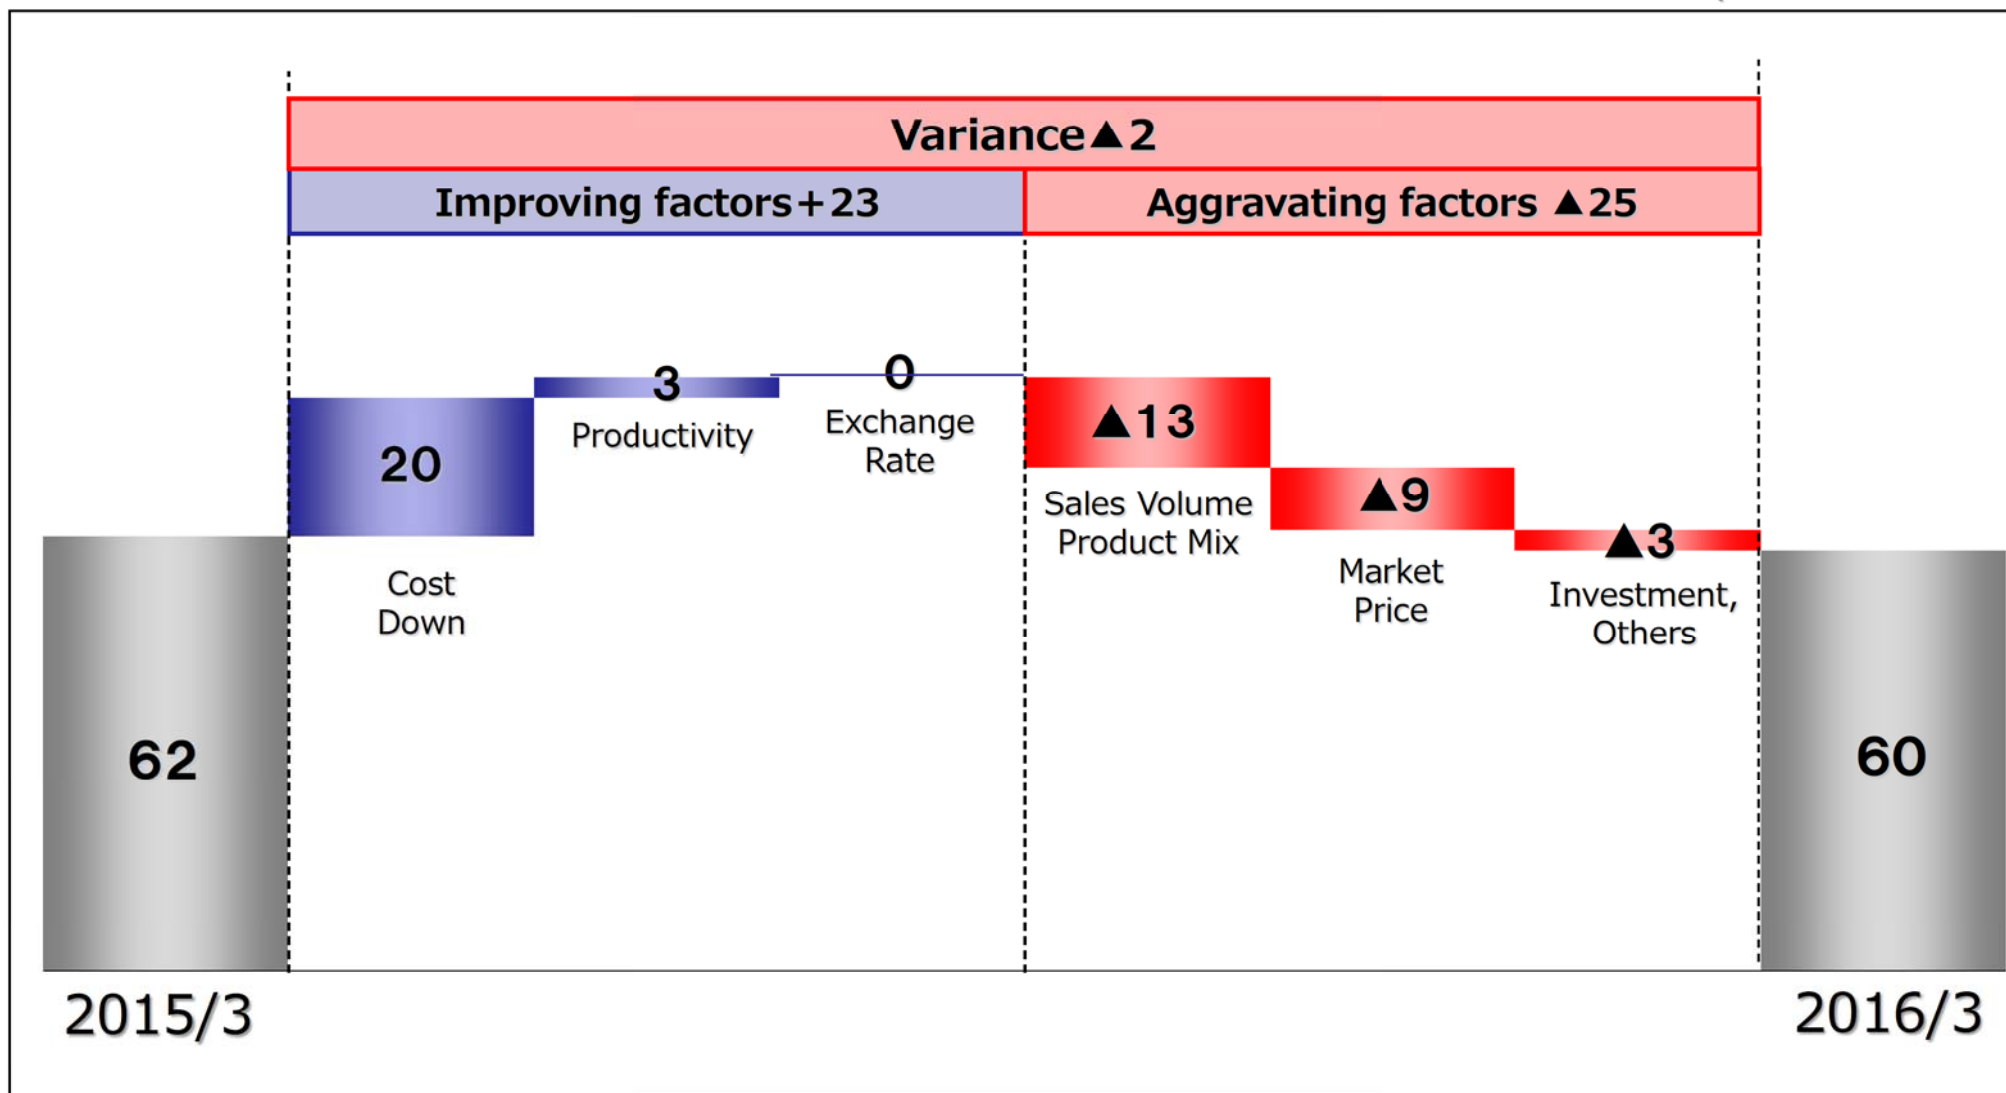 Variance▲2
Improving factors+23
Aggravating factors ▲25
62
20
Cost
Down
3
Productivity
0
Exchange
Rate
▲13
Sales Volume
Product Mix
▲9
Market
Price
▲3
Investment,
Others
60
2015/3
2016/3